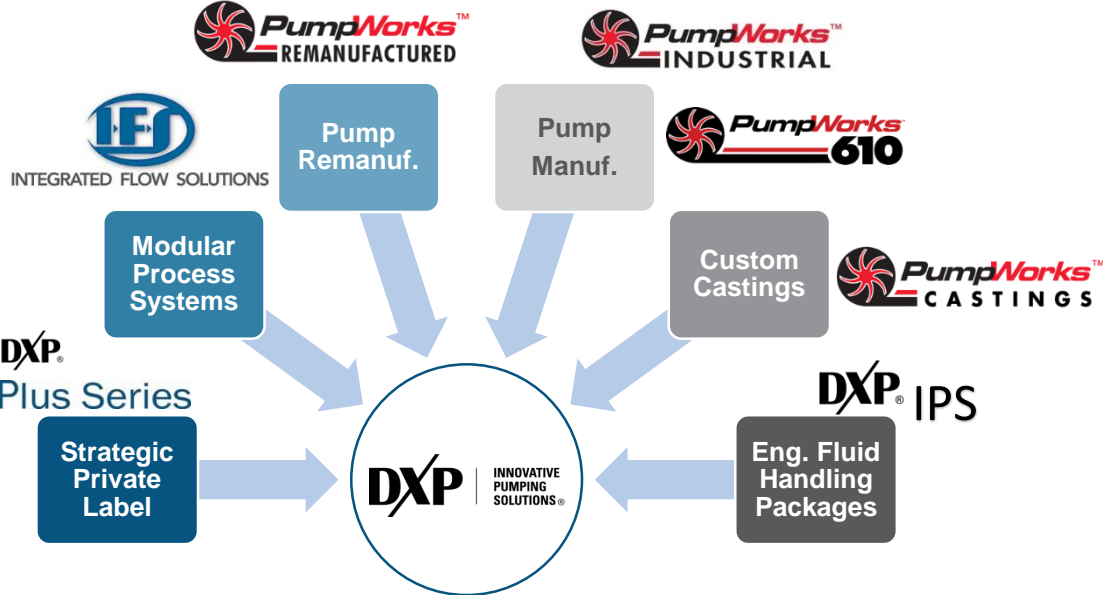 PumpWorks™
REMANUFACTURED
PumpWorks™
INDUSTRIAL
IFS
INTEGRATED FLOW SOLUTIONS
Pump
Remanuf.
Pump
Manuf.
PumpWorks™
610
Modular
Process
Systems
Custom
Castings
PumpWorks™
CASTINGS
DXP®
Plus Series
DXP® IPS
Strategic
Private
Label
DXP
INNOVATIVE
PUMPING
SOLUTIONS®
Eng. Fluid
Handling
Packages